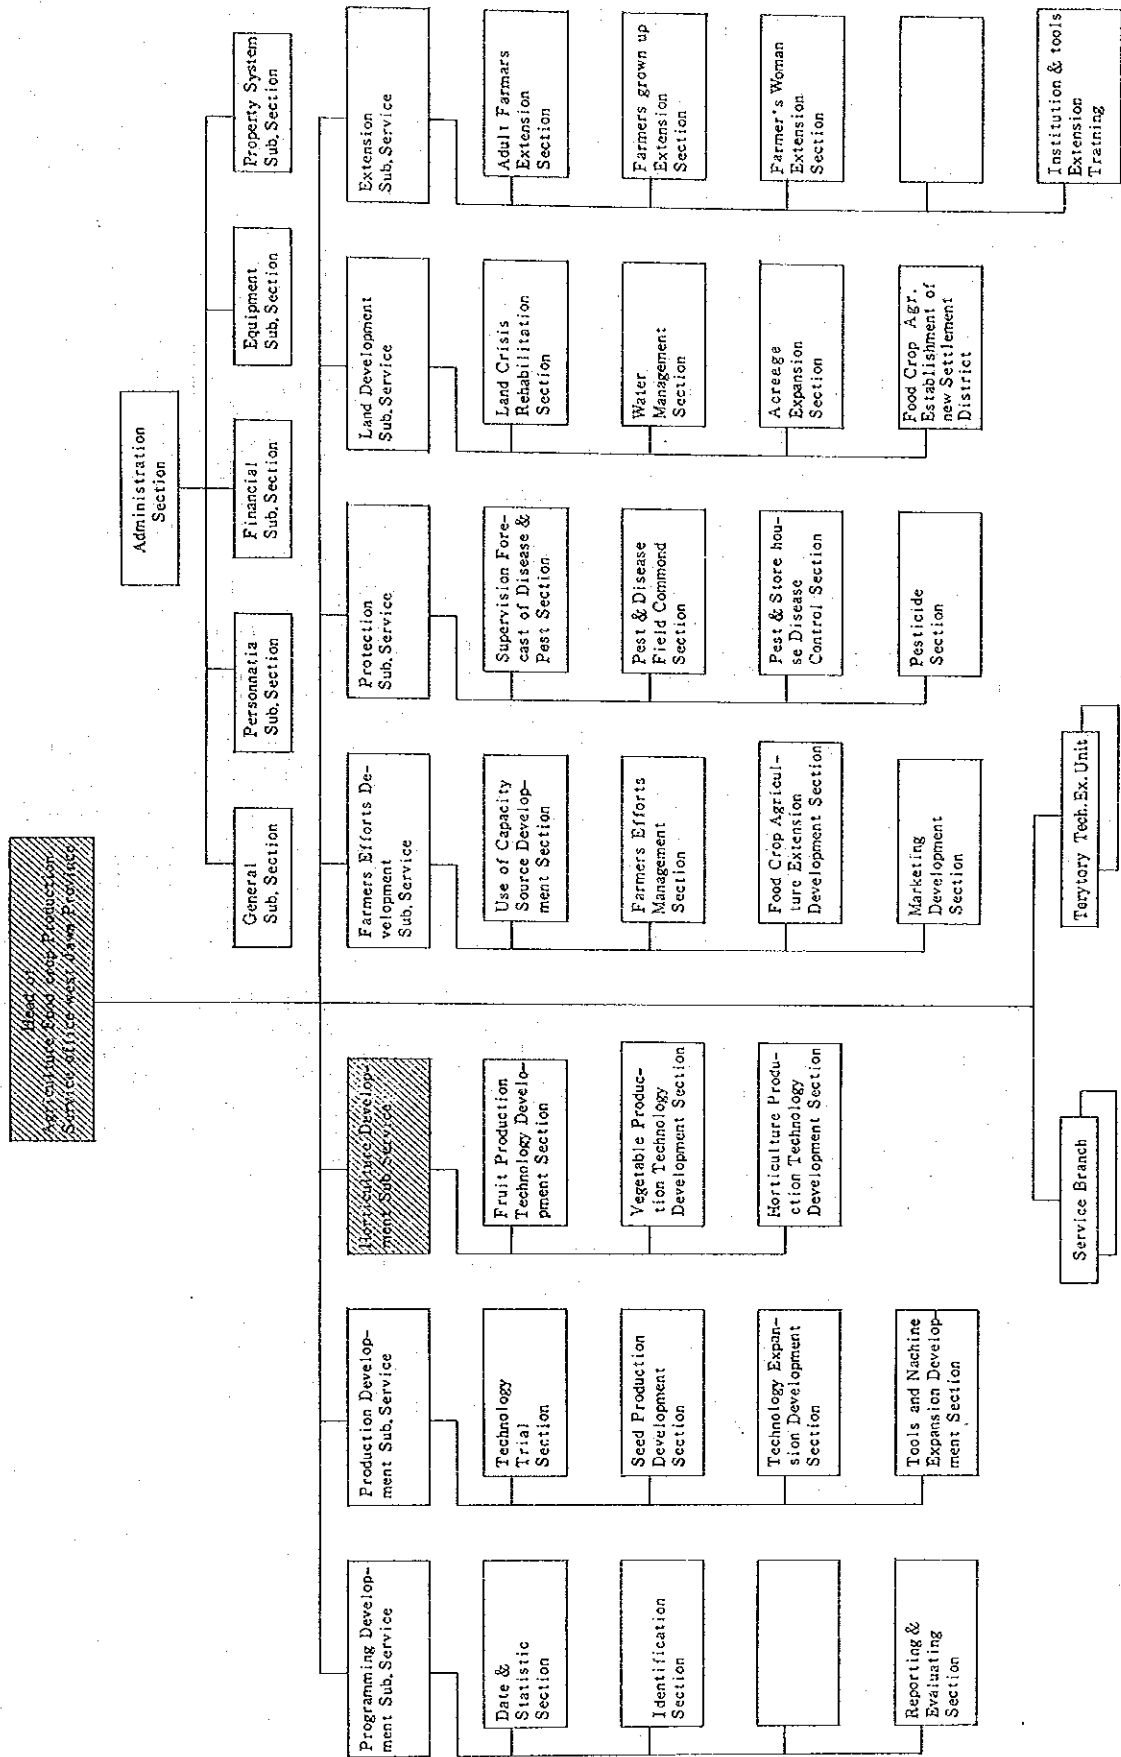 Head of
Agriculture Food crop Production
Service office west Jawa Province
Administration
Section
General
Sub. Section
Personnatia
Sub. Section
Financial
Sub. Section
Equipment
Sub. Section
Property System
Sub. Section
Programming Develop-
ment Sub. Service
Date &
Statistic
Section
Identification
Section
Reporting &
Evaluating
Section
Production Develop-
ment Sub. Service
Technology
Trial
Section
Seed Production
Development
Section
Technology Expan-
sion Development
Section
Tools and Nachine
Expansion Develop-
ment Section
Horticulture Develop-
ment Sub. Service
Fruit Production
Technology Develo-
pment Section
Vegetable Produc-
tion Technology
Development Section
Horticulture Produ-
ction Technology
Development Section
Farmers Efforts De-
velopment
Sub. Service
Use of Capacity
Source Develop-
ment Section
Farmers Efforts
Management
Section
Food Crop Agricul-
ture Extension
Development Section
Marketing
Development
Section
Protection
Sub. Service
Supervision Fore-
cast of Disease &
Pest Section
Pest & Disease
Field Commond
Section
Pest & Store hou-
se Disease
Control Section
Pesticide
Section
Land Development
Sub. Service
Land Crisis
Rehabilitation
Section
Water
Management
Section
Acreage
Expansion
Section
Food Crop Agr.
Establishment of
new Settlement
District
Extension
Sub. Service
Adult Farmars
Extension
Section
Farmers grown up
Extension
Section
Farmer's Woman
Extension
Section
Institution & tools
Extension
Tratning
Service Branch
Terytory Tech. Ex. Unit